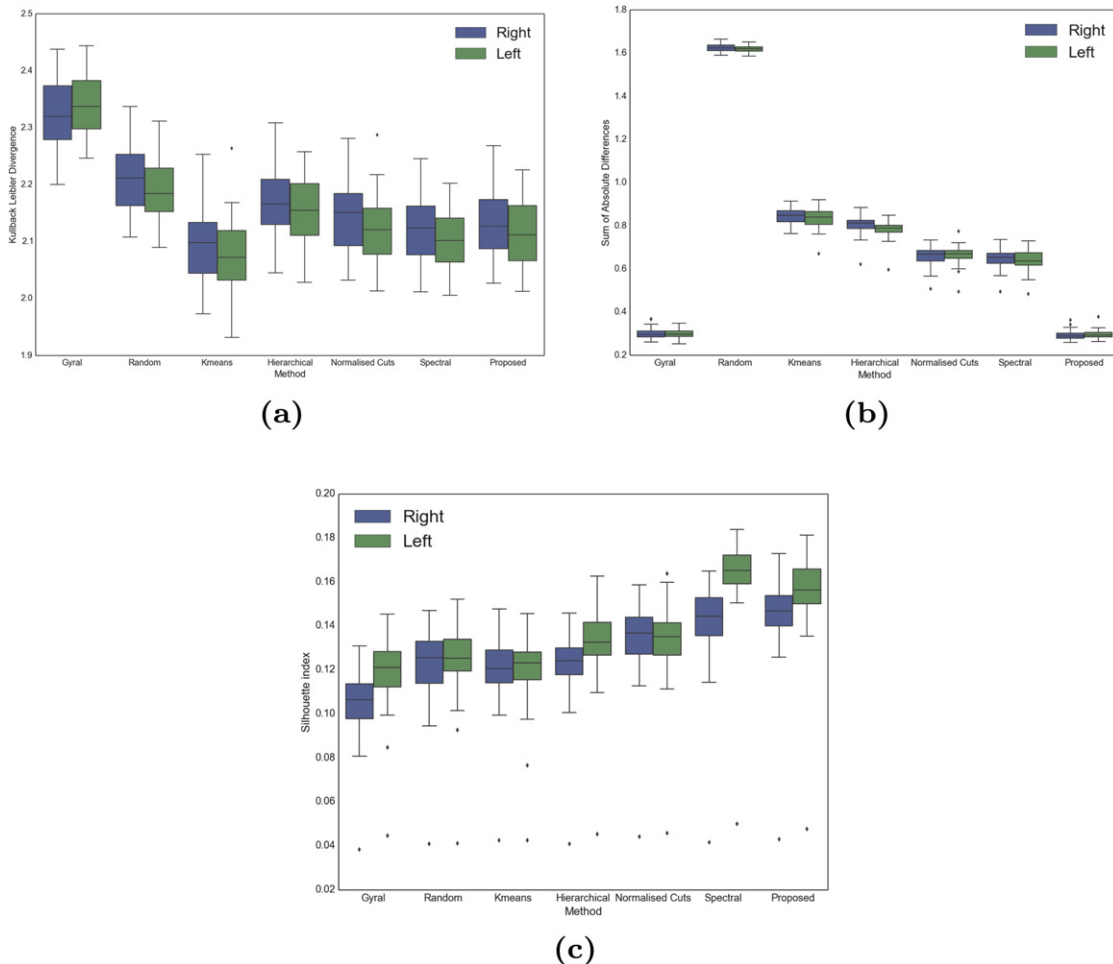 2.5
2.4
2.3
2.2
2.1
2.0
1.9
Kullback Leibler Divergence
Right
Left
Gyral Random Kmeans Hierarchical Normalised Cuts Spectral Proposed
Method
(a)
1.8
1.6
1.4
1.2
1.0
0.8
0.6
0.4
0.2
Sum of Absolute Differences
Right
Left
Gyral Random Kmeans Hierarchical Normalised Cuts Spectral Proposed
Method
(b)
0.20
0.18
0.16
0.14
0.12
0.10
0.08
0.06
0.04
0.02
Silhouette index
Right
Left
Gyral Random Kmeans Hierarchical Normalised Cuts Spectral Proposed
Method
(c)